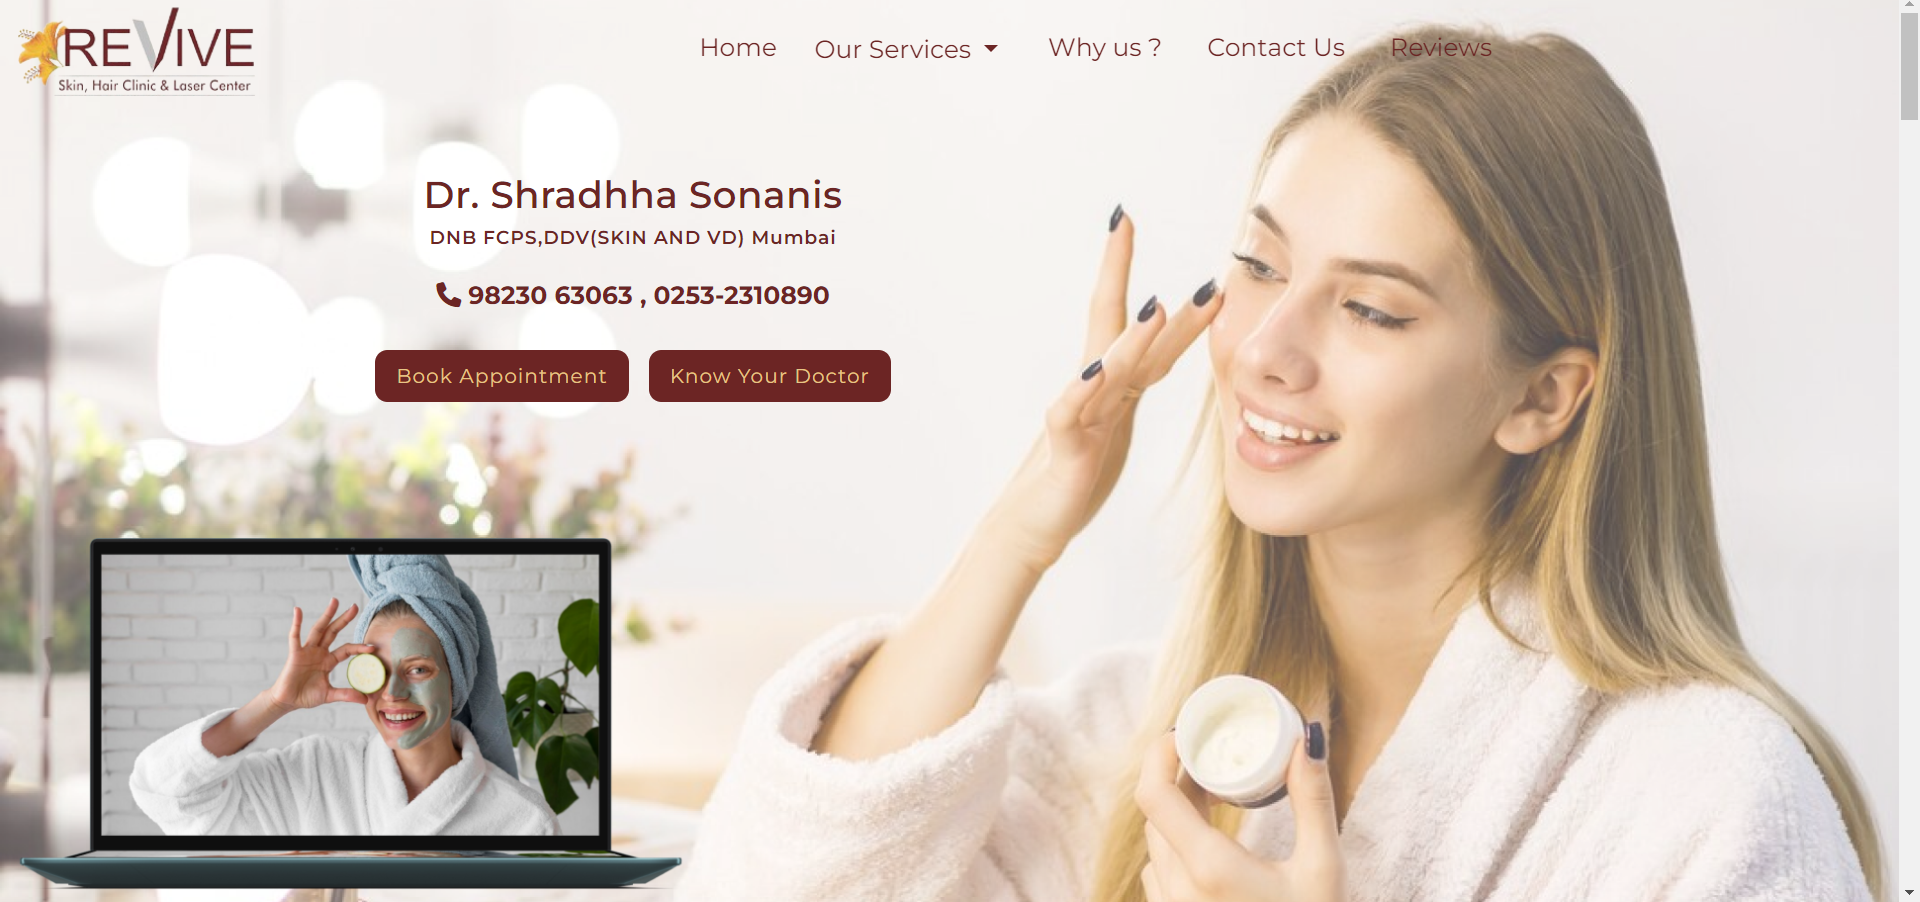 REVIVE
Skin, Hair Clinic & Laser Center
Home Our Services Why us ? Contact Us Reviews
Dr. Shradhha Sonanis
DNB FCPS,DDV(SKIN AND VD) Mumbai
98230 63063 , 0253-2310890
Book Appointment Know Your Doctor